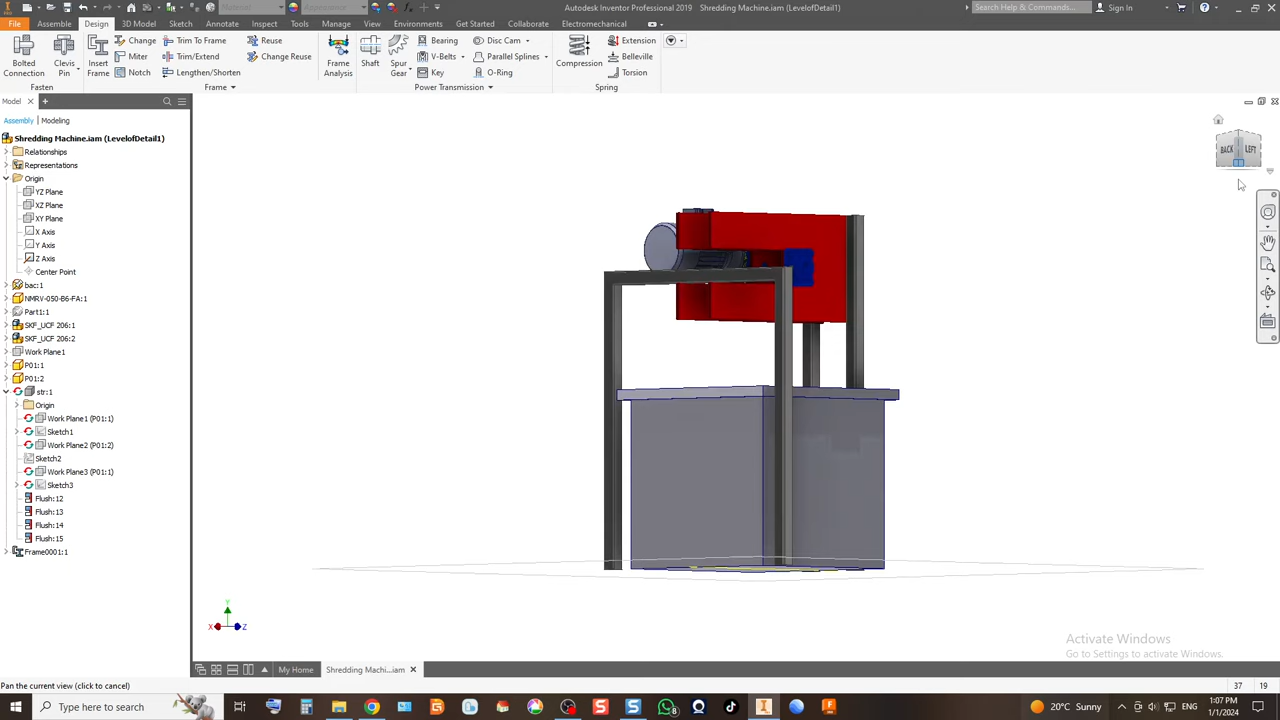 Material
Appearance
Autodesk Inventor Professional 2019 Shredding Machine.iam (LevelofDetail1)
Search Help & Commands...
Sign In
File Assemble Design 3D Model Sketch Annotate Inspect Tools Manage View Environments Get Started Collaborate Electromechanical
Change Trim To Frame Reuse Bearing Disc Cam Extension
Miter Trim/Extend Change Reuse V-Belts Parallel Splines Belleville
Notch Lengthen/Shorten Key O-Ring Torsion
Bolted Connection
Clevis Pin
Insert Frame
Frame Analysis
Shaft
Spur Gear
Compression
Fasten Frame Power Transmission Spring
Model
Assembly Modeling
Shredding Machine.iam (LevelofDetail1)
Relationships
Representations
Origin
YZ Plane
XZ Plane
XY Plane
X Axis
Y Axis
Z Axis
Center Point
bac:1
NMRV-050-B6-FA:1
Part1:1
SKF_UCF 206:1
SKF_UCF 206:2
Work Plane1
P01:1
P01:2
str:1
Origin
Work Plane1 (P01:1)
Sketch1
Work Plane2 (P01:2)
Sketch2
Work Plane3 (P01:1)
Sketch3
Flush:12
Flush:13
Flush:14
Flush:15
Frame0001:1
BACK LEFT
Y
X Z
Activate Windows
Go to Settings to activate Windows.
My Home Shredding Machi...iam
Pan the current view (click to cancel)
37 19
Type here to search
8
20°C Sunny
ENG
1:07 PM
1/1/2024